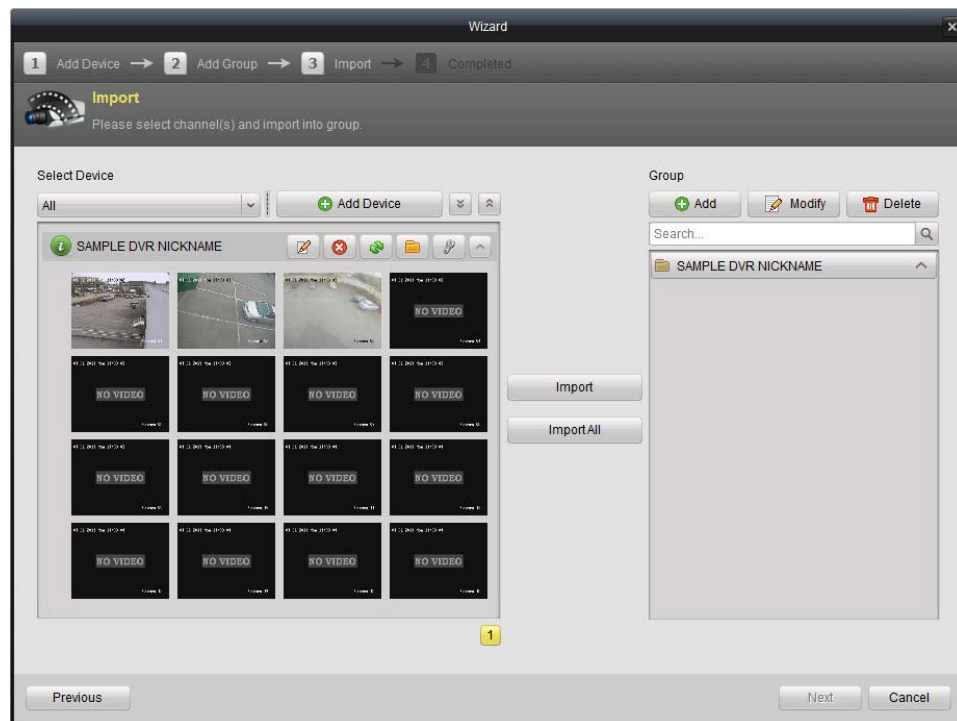 Wizard
1 Add Device 2 Add Group 3 Import 4 Completed
Import
Please select channel(s) and import into group.
Select Device
All
Add Device
SAMPLE DVR NICKNAME
NO VIDEO
NO VIDEO NO VIDEO NO VIDEO NO VIDEO
NO VIDEO NO VIDEO NO VIDEO NO VIDEO
NO VIDEO NO VIDEO NO VIDEO NO VIDEO
1
Import
Import All
Group
Add Modify Delete
Search...
SAMPLE DVR NICKNAME
Previous
Next Cancel